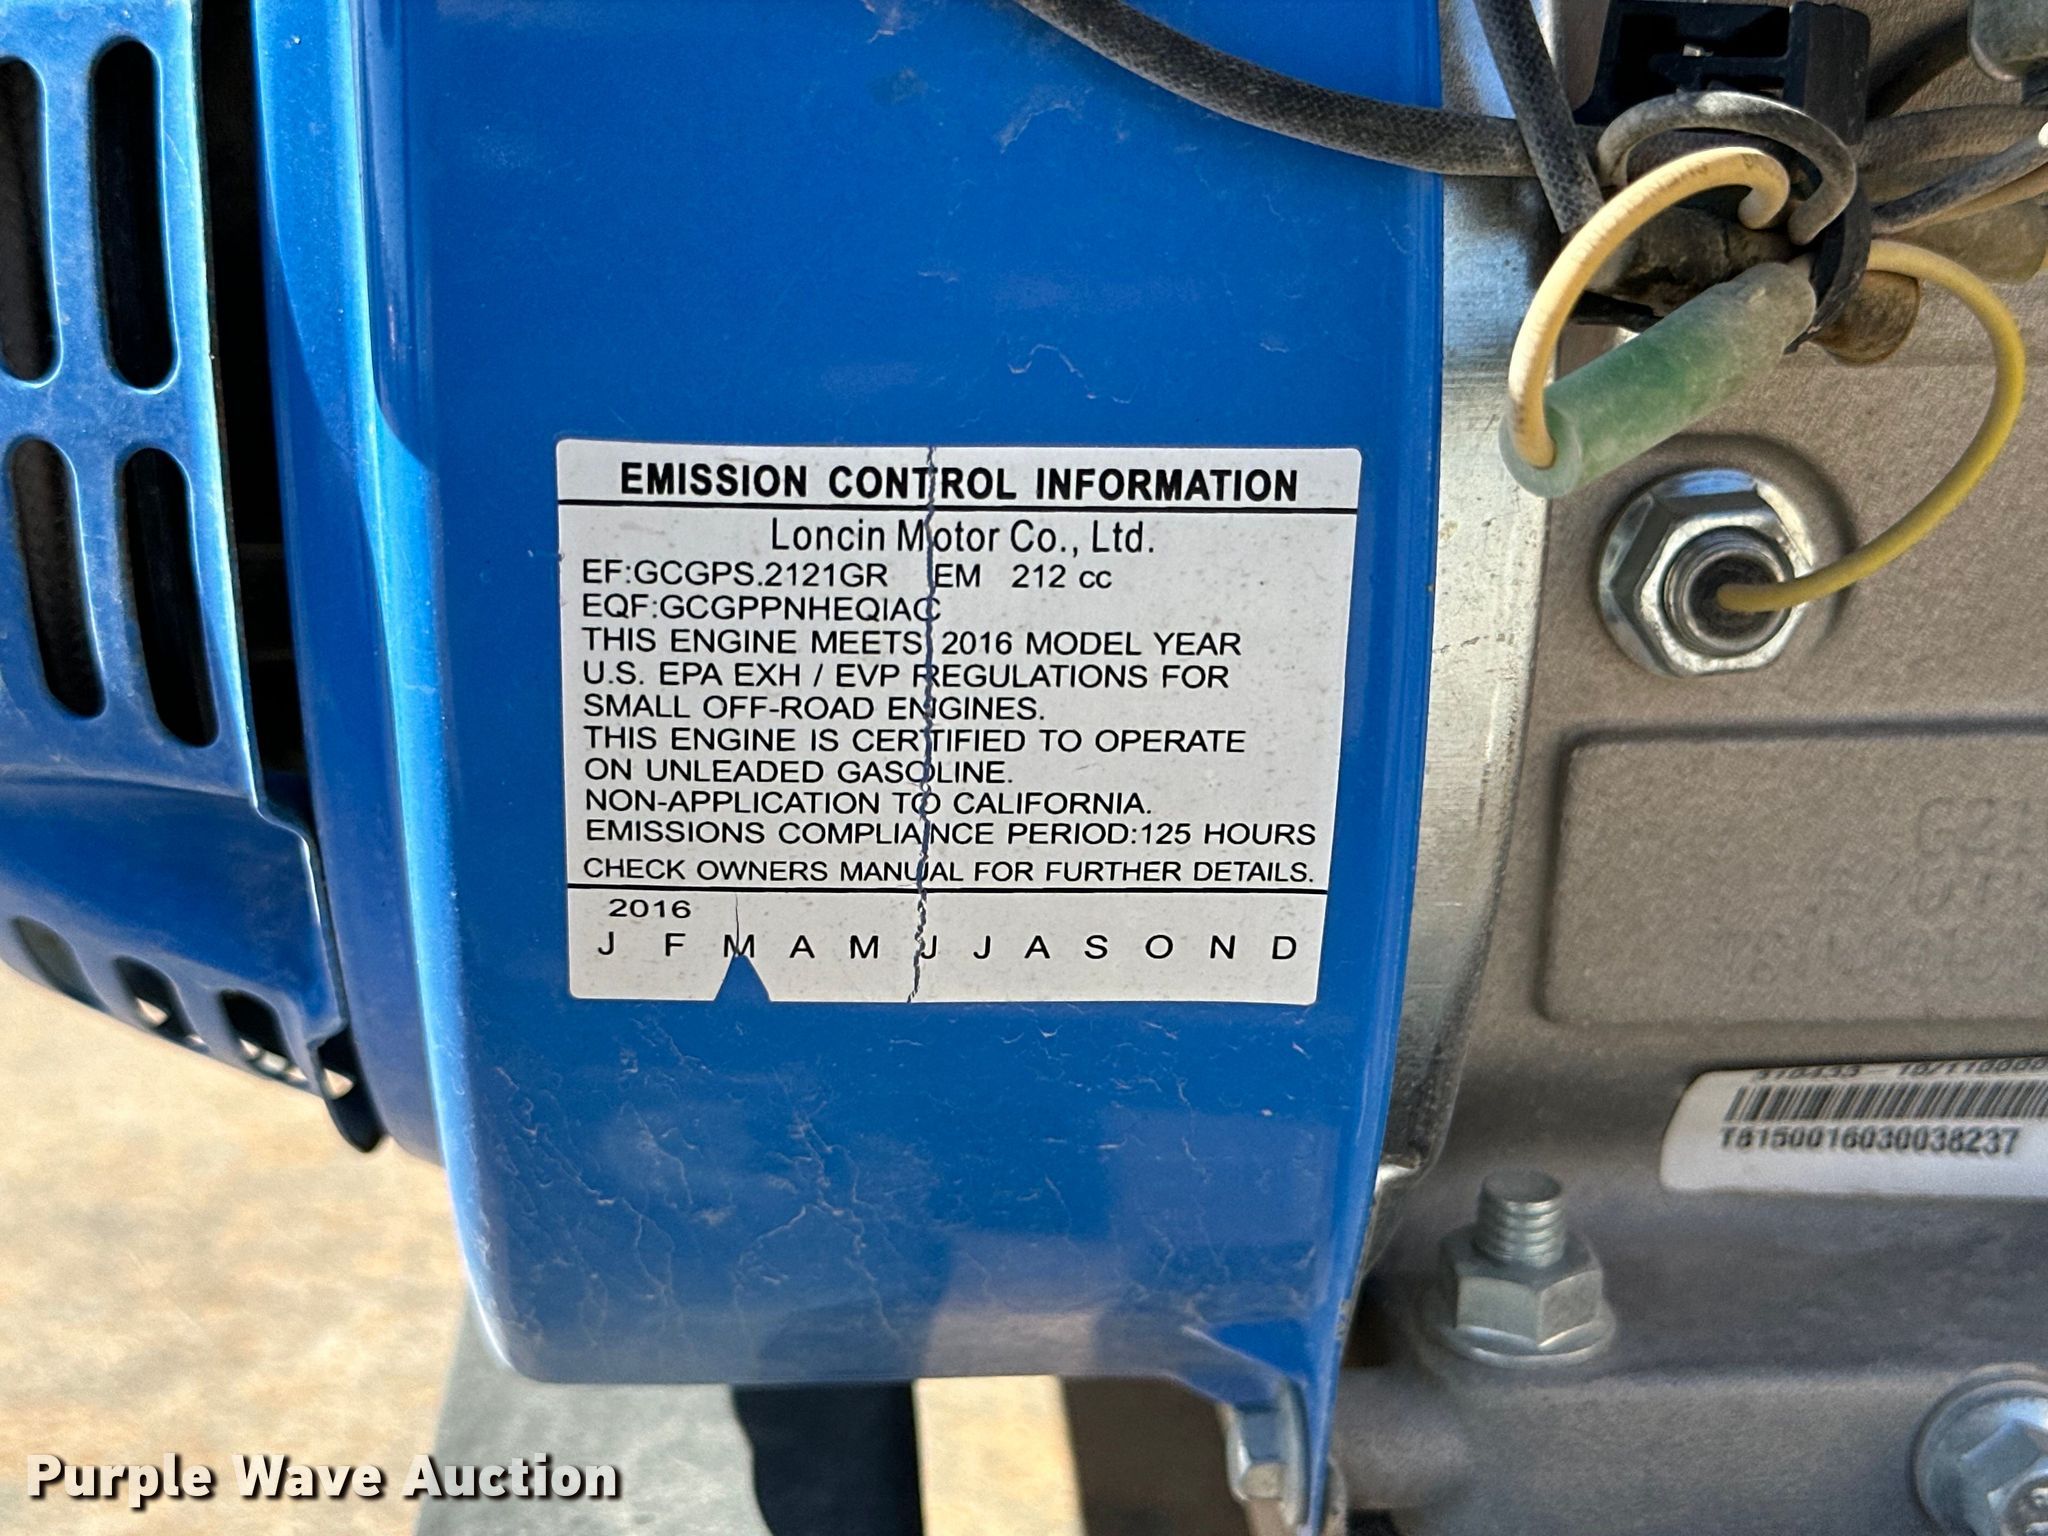 EMISSION CONTROL INFORMATION
Loncin Motor Co., Ltd.
EF:GCGPS.2121GR EM 212 cc
EQF:GCGPPNHEQIAC
THIS ENGINE MEETS 2016 MODEL YEAR
U.S. EPA EXH / EVP REGULATIONS FOR
SMALL OFF-ROAD ENGINES.
THIS ENGINE IS CERTIFIED TO OPERATE
ON UNLEADED GASOLINE.
NON-APPLICATION TO CALIFORNIA.
EMISSIONS COMPLIANCE PERIOD:125 HOURS
CHECK OWNERS MANUAL FOR FURTHER DETAILS.
2016
J F M A M J J A S O N D
T8150016030038237
Purple Wave Auction